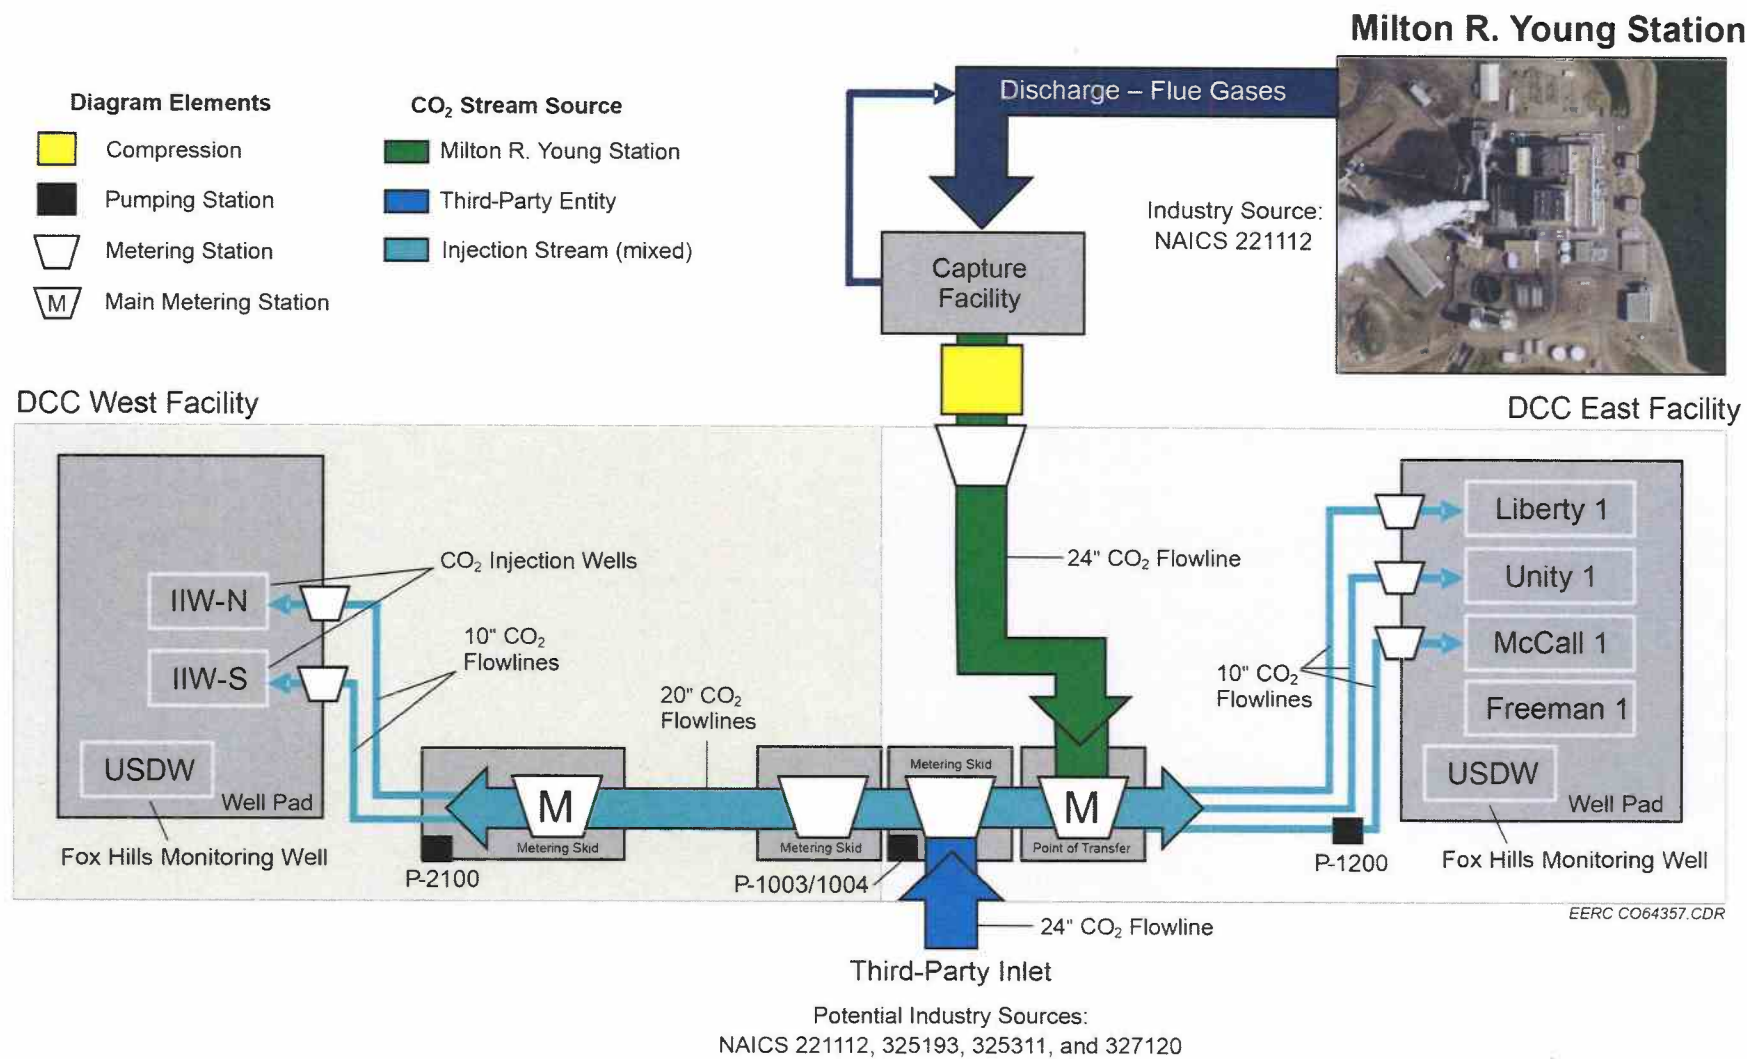 Milton R. Young Station
Discharge – Flue Gases
Diagram Elements
CO₂ Stream Source
Compression
Milton R. Young Station
Pumping Station
Third-Party Entity
Metering Station
Injection Stream (mixed)
Main Metering Station
M
Industry Source:
NAICS 221112
Capture
Facility
DCC West Facility
DCC East Facility
CO₂ Injection Wells
IIW-N
IIW-S
10" CO₂
Flowlines
20" CO₂
Flowlines
USDW
Well Pad
Fox Hills Monitoring Well
24" CO₂ Flowline
Liberty 1
Unity 1
McCall 1
Freeman 1
10" CO₂
Flowlines
USDW
Well Pad
Fox Hills Monitoring Well
M
Metering Skid
Metering Skid
Metering Skid
M
Point of Transfer
P-2100
P-1003/1004
P-1200
EERC CO64357.CDR
24" CO₂ Flowline
Third-Party Inlet
Potential Industry Sources:
NAICS 221112, 325193, 325311, and 327120